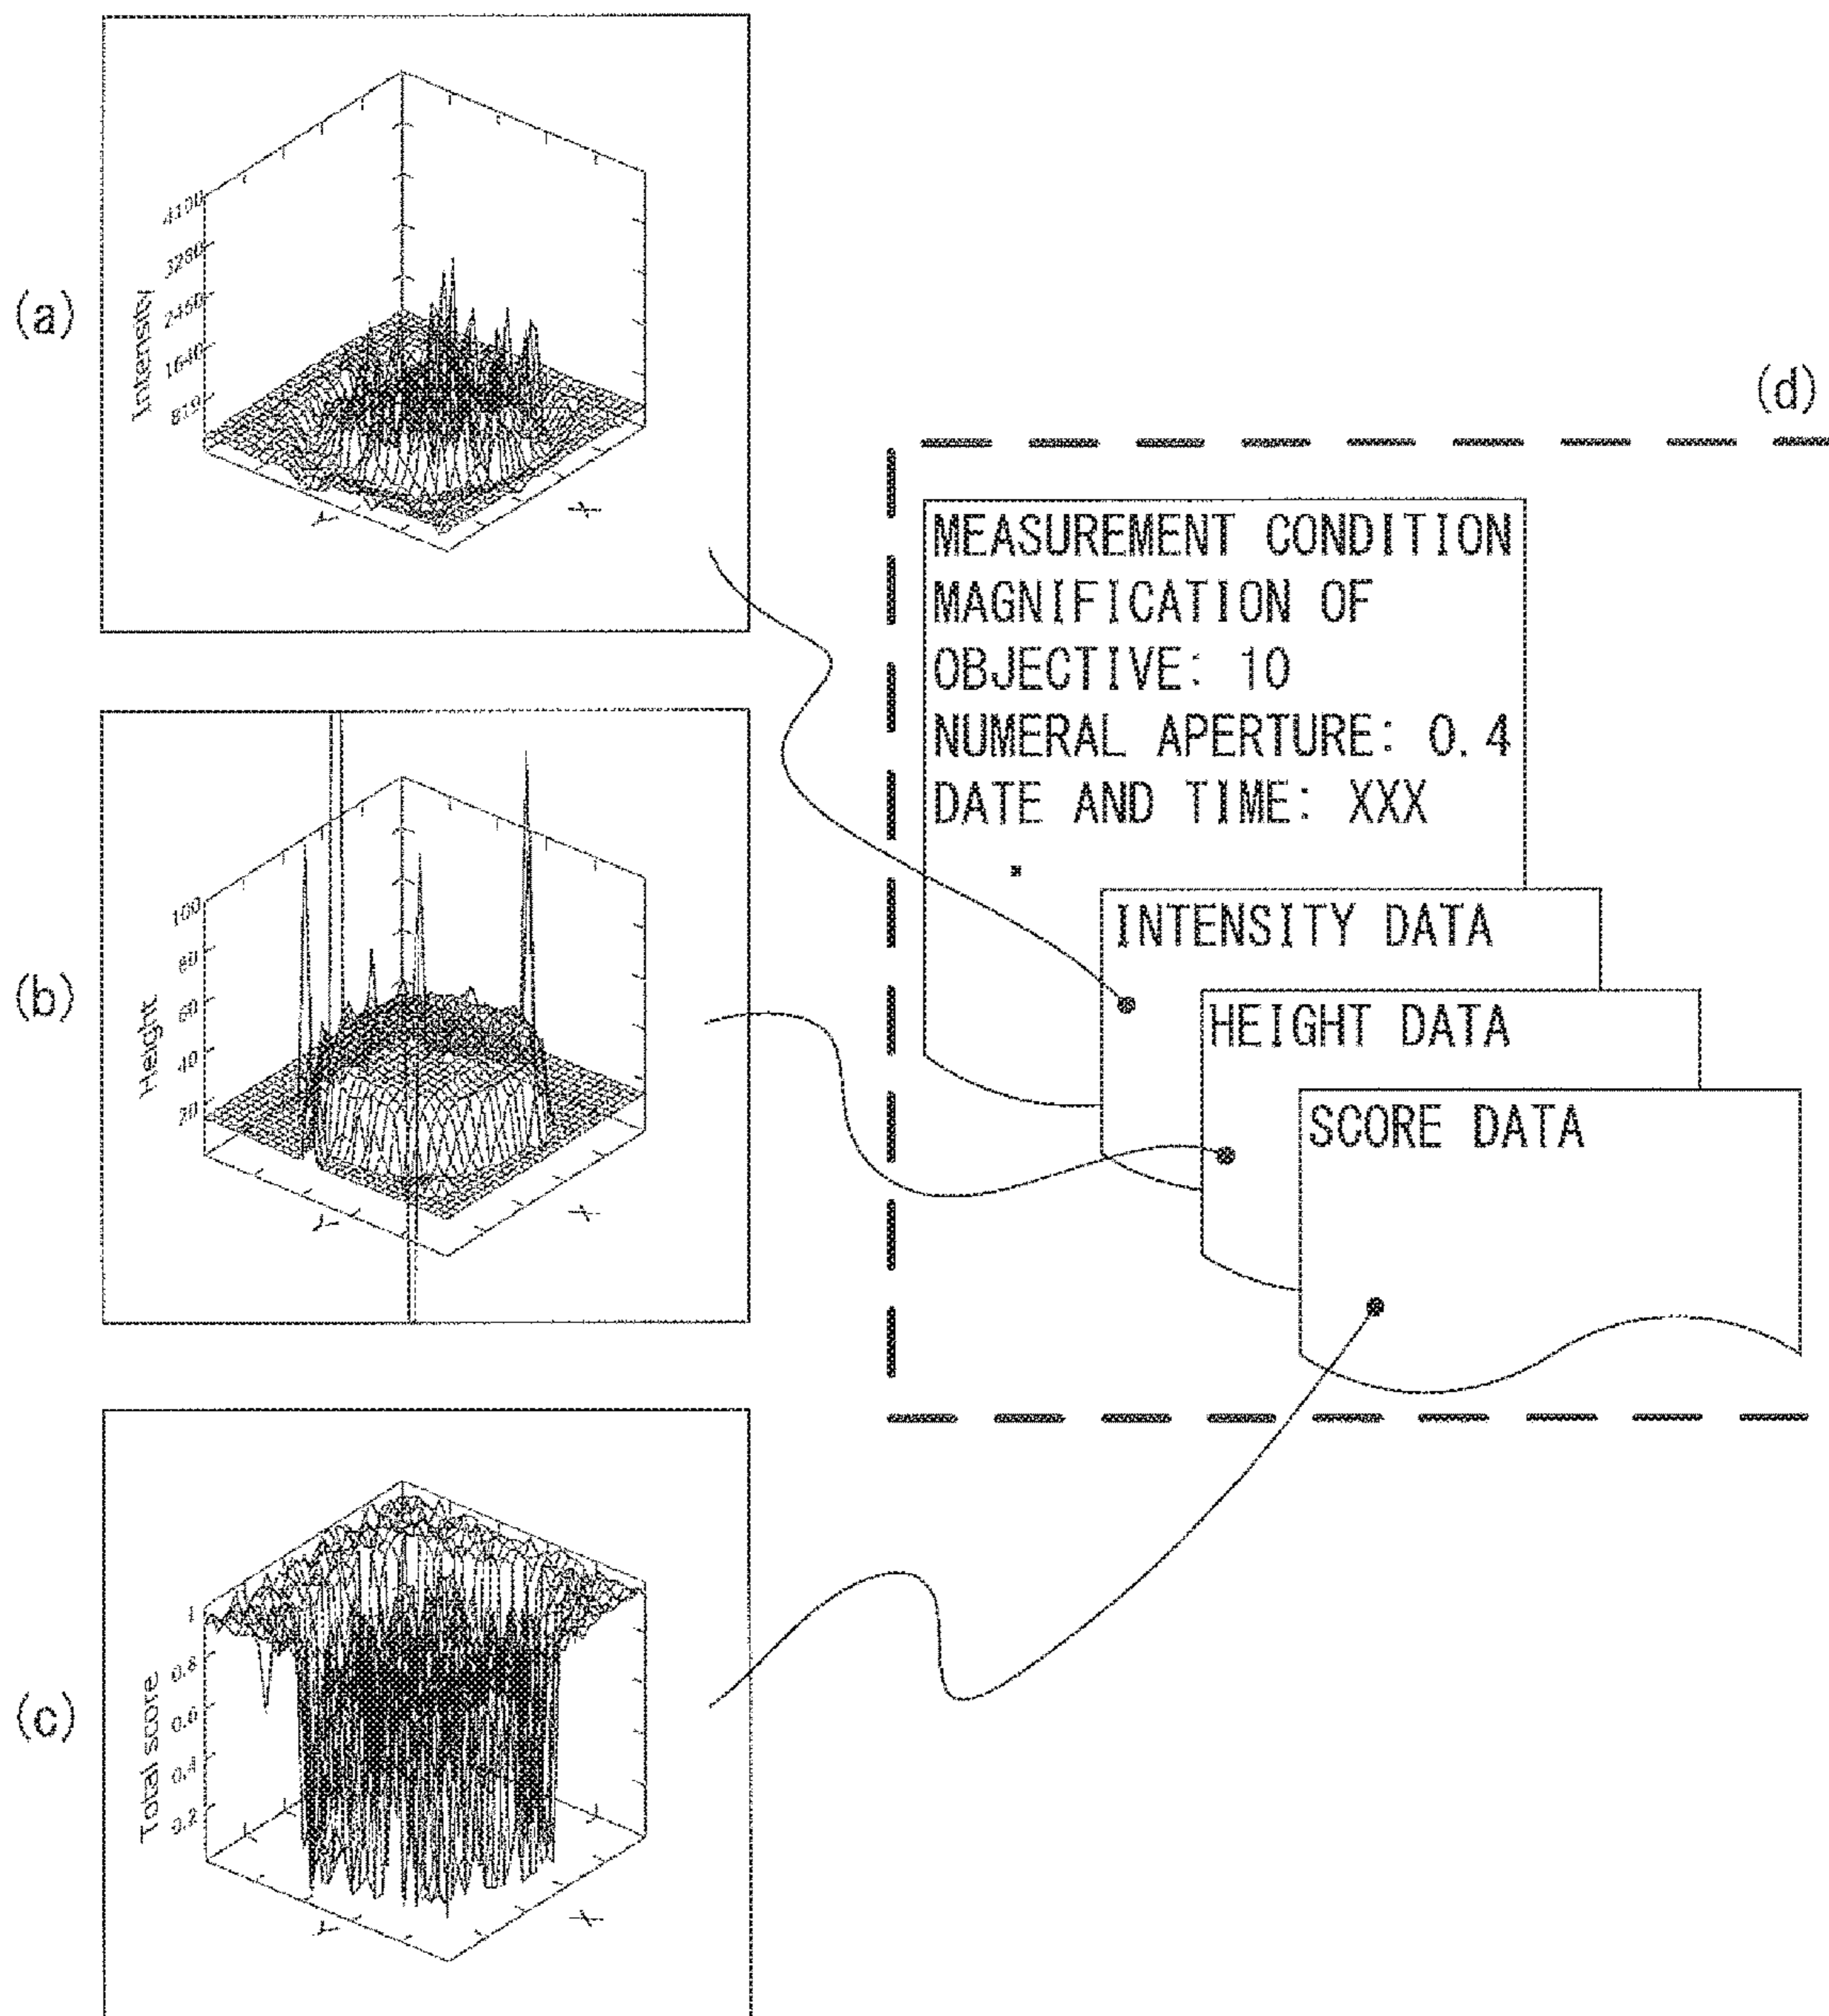 (a)
Intensity
4100
3280
2460
1640
819
Y
X
(b)
Height
100
80
60
40
20
Y
X
(c)
Total score
1
0.8
0.6
0.4
0.2
Y
X
(d)
MEASUREMENT CONDITION
MAGNIFICATION OF
OBJECTIVE: 10
NUMERAL APERTURE: 0.4
DATE AND TIME: XXX
INTENSITY DATA
HEIGHT DATA
SCORE DATA